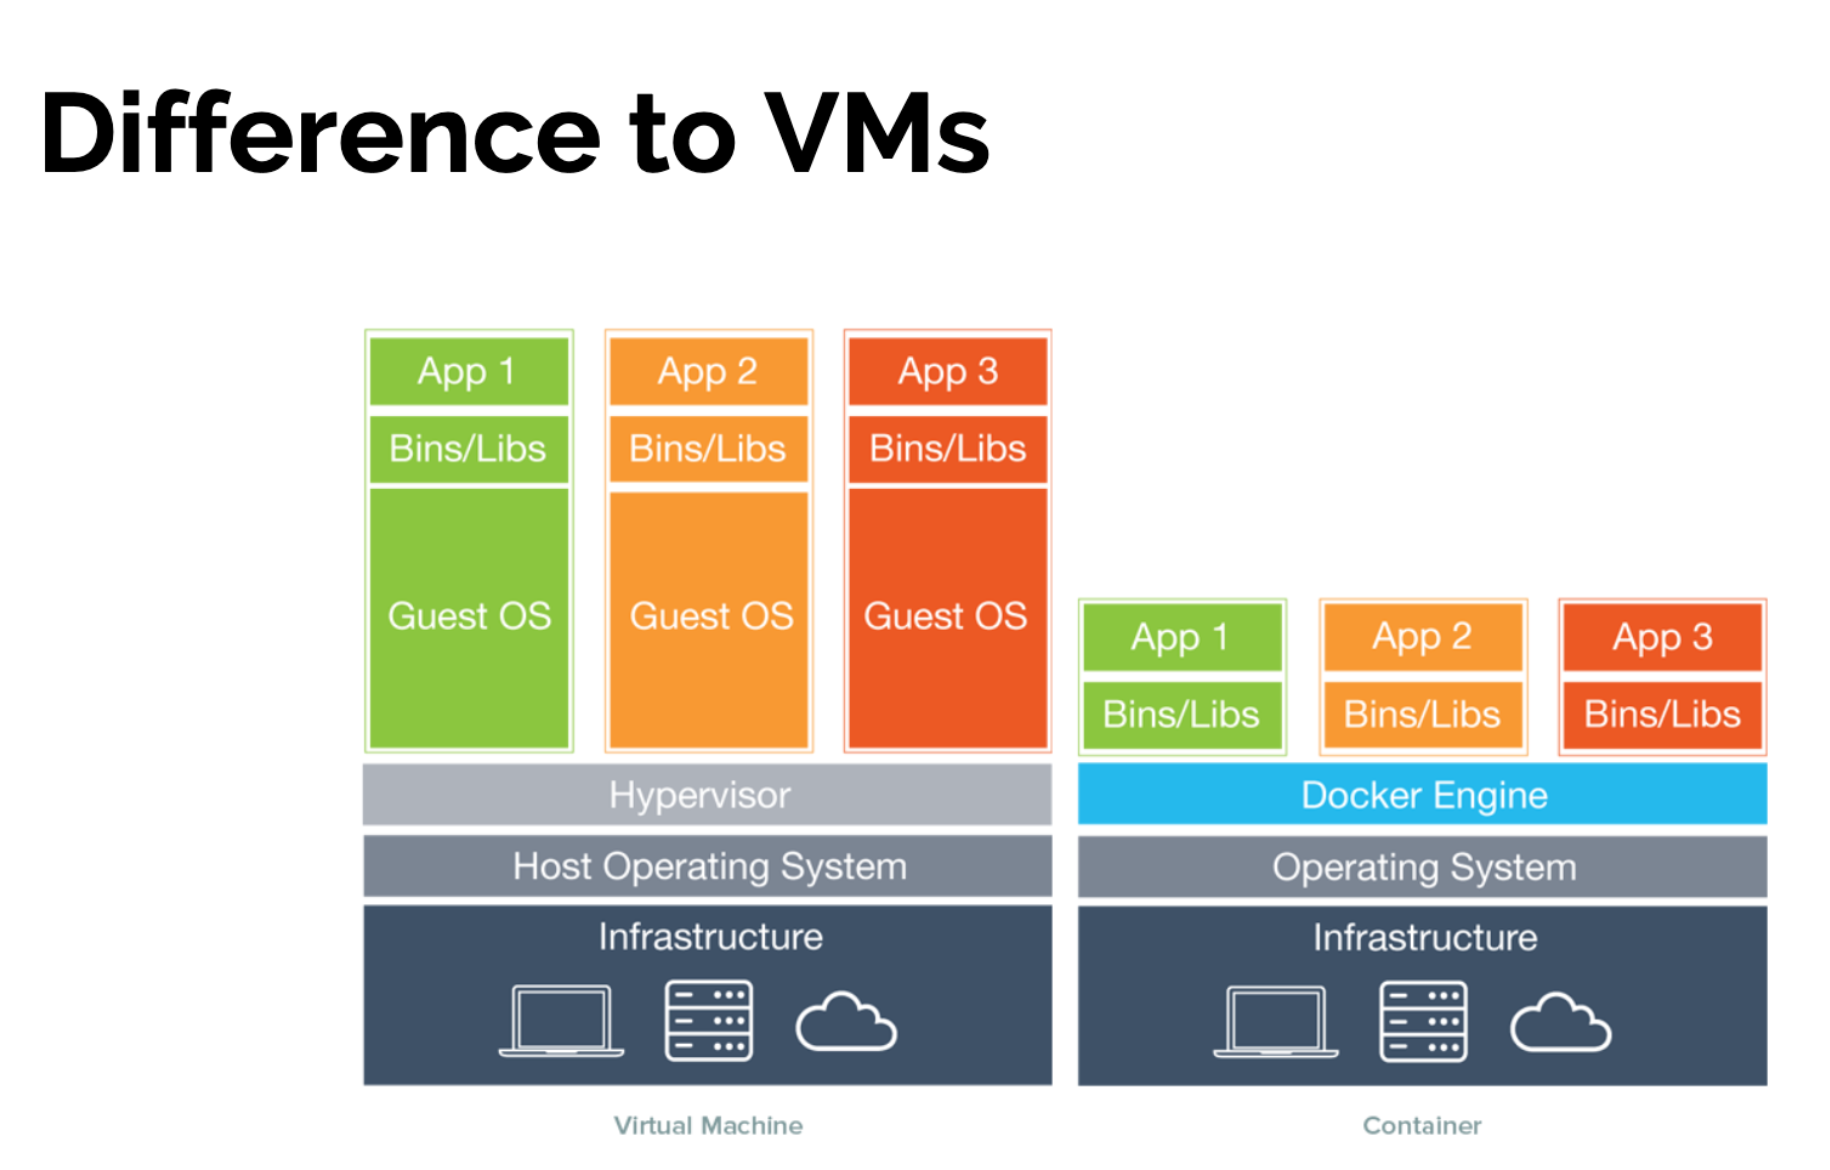 Difference to VMs
App 1
App 2
App 3
Bins/Libs
Bins/Libs
Bins/Libs
Guest OS
Guest OS
Guest OS
Hypervisor
Host Operating System
Infrastructure
Virtual Machine
App 1
App 2
App 3
Bins/Libs
Bins/Libs
Bins/Libs
Docker Engine
Operating System
Infrastructure
Container